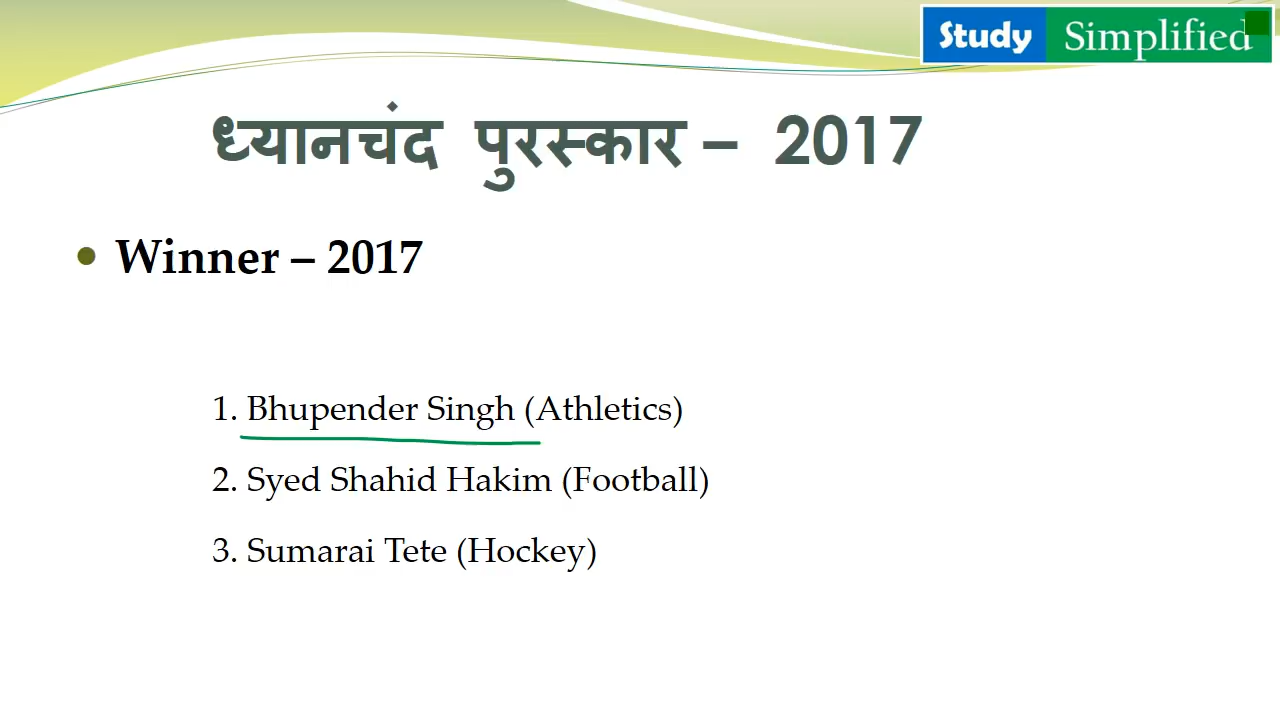 Study Simplified
ध्यानचंद पुरस्कार – 2017
Winner – 2017
1. Bhupender Singh (Athletics)
2. Syed Shahid Hakim (Football)
3. Sumarai Tete (Hockey)